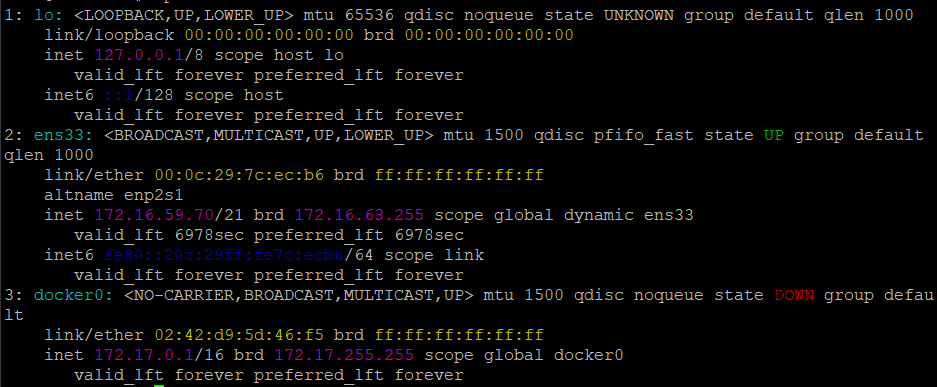 1: lo: <LOOPBACK,UP,LOWER_UP> mtu 65536 qdisc noqueue state UNKNOWN group default qlen 1000
link/loopback 00:00:00:00:00:00 brd 00:00:00:00:00:00
inet 127.0.0.1/8 scope host lo
valid_lft forever preferred_lft forever
inet6 ::1/128 scope host
valid_lft forever preferred_lft forever
2: ens33: <BROADCAST,MULTICAST,UP,LOWER_UP> mtu 1500 qdisc pfifo_fast state UP group default
qlen 1000
link/ether 00:0c:29:7c:ec:b6 brd ff:ff:ff:ff:ff:ff
altname enp2s1
inet 172.16.59.70/21 brd 172.16.63.255 scope global dynamic ens33
valid_lft 6978sec preferred_lft 6978sec
inet6 fe80::20c:29ff:fe7c:ecb6/64 scope link
valid_lft forever preferred_lft forever
3: docker0: <NO-CARRIER,BROADCAST,MULTICAST,UP> mtu 1500 qdisc noqueue state DOWN group defau
lt
link/ether 02:42:d9:5d:46:f5 brd ff:ff:ff:ff:ff:ff
inet 172.17.0.1/16 brd 172.17.255.255 scope global docker0
valid_lft forever preferred_lft forever